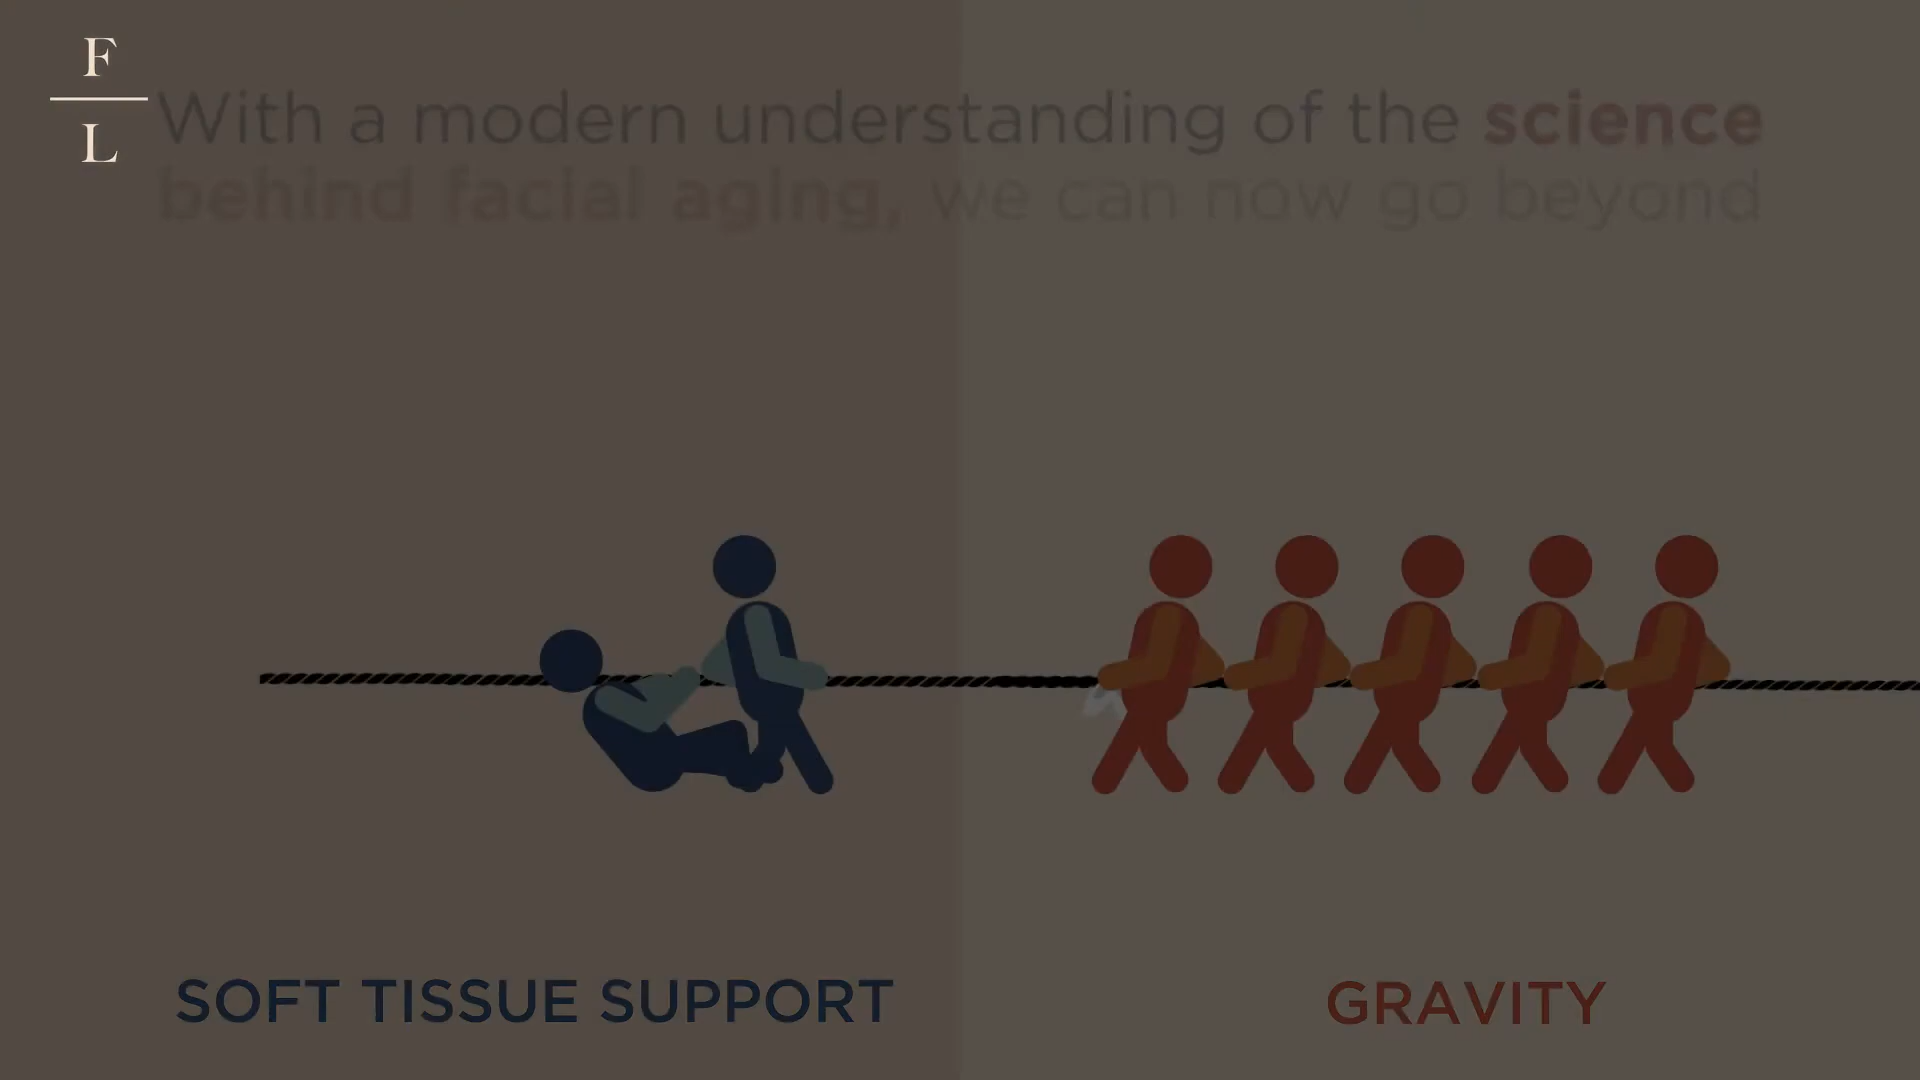 F
L
With a modern understanding of the science
behind facial aging, we can now go beyond
SOFT TISSUE SUPPORT
GRAVITY